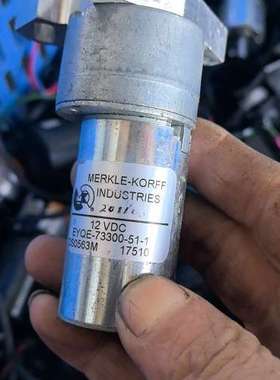 MERKLE-KORFF
INDUSTRIES
12 VDC
EYQE-73300-51-1
17510